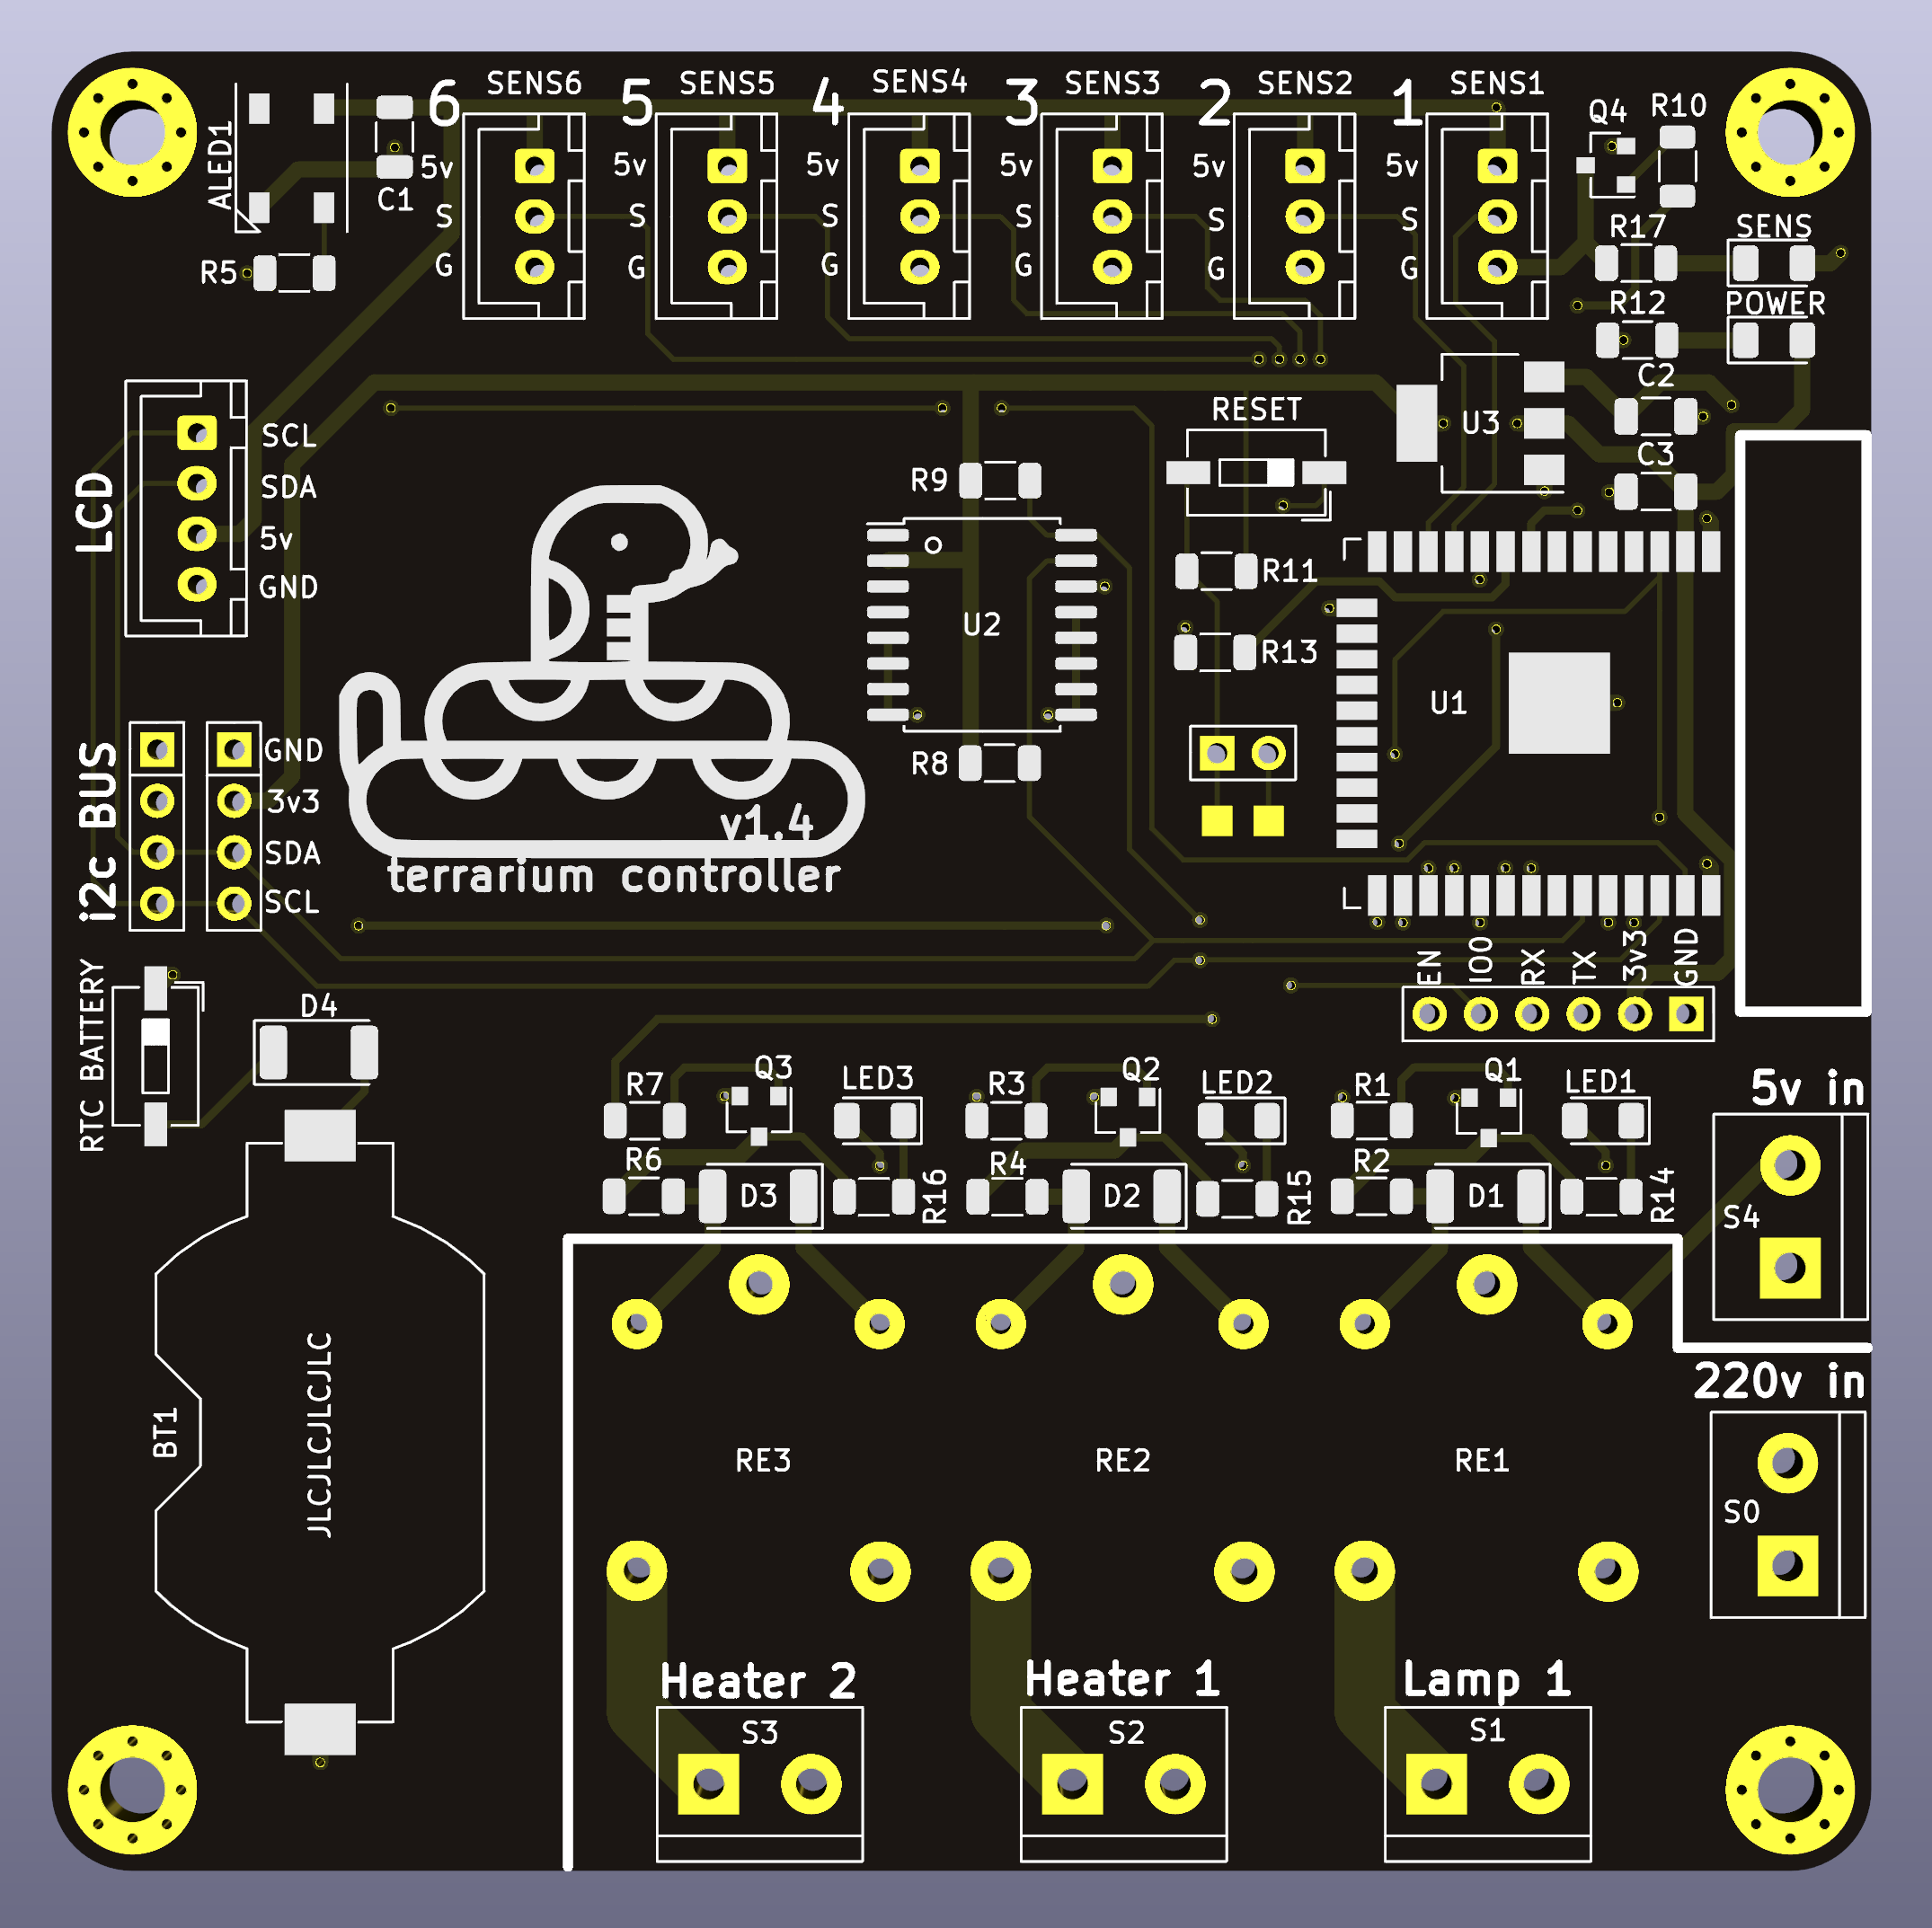 ALED1
C1
R5
6
SENS6
5v
S
G
5
SENS5
5v
S
G
4
SENS4
5v
S
G
3
SENS3
5v
S
G
2
SENS2
5v
S
G
1
SENS1
5v
S
G
Q4
R10
R17
SENS
R12
POWER
C2
C3
U3
RESET
LCD
SCL
SDA
5v
GND
R9
U2
R8
R11
R13
U1
i2c BUS
GND
3v3
SDA
SCL
v1.4
terrarium controller
EN
IO0
RX
TX
3v3
GND
RTC BATTERY
D4
R7
Q3
LED3
R6
D3
R16
R3
Q2
LED2
R4
D2
R15
R1
Q1
LED1
R2
D1
R14
5v in
S4
220v in
S0
BT1
JLCJLCJLCJLC
RE3
RE2
RE1
Heater 2
S3
Heater 1
S2
Lamp 1
S1